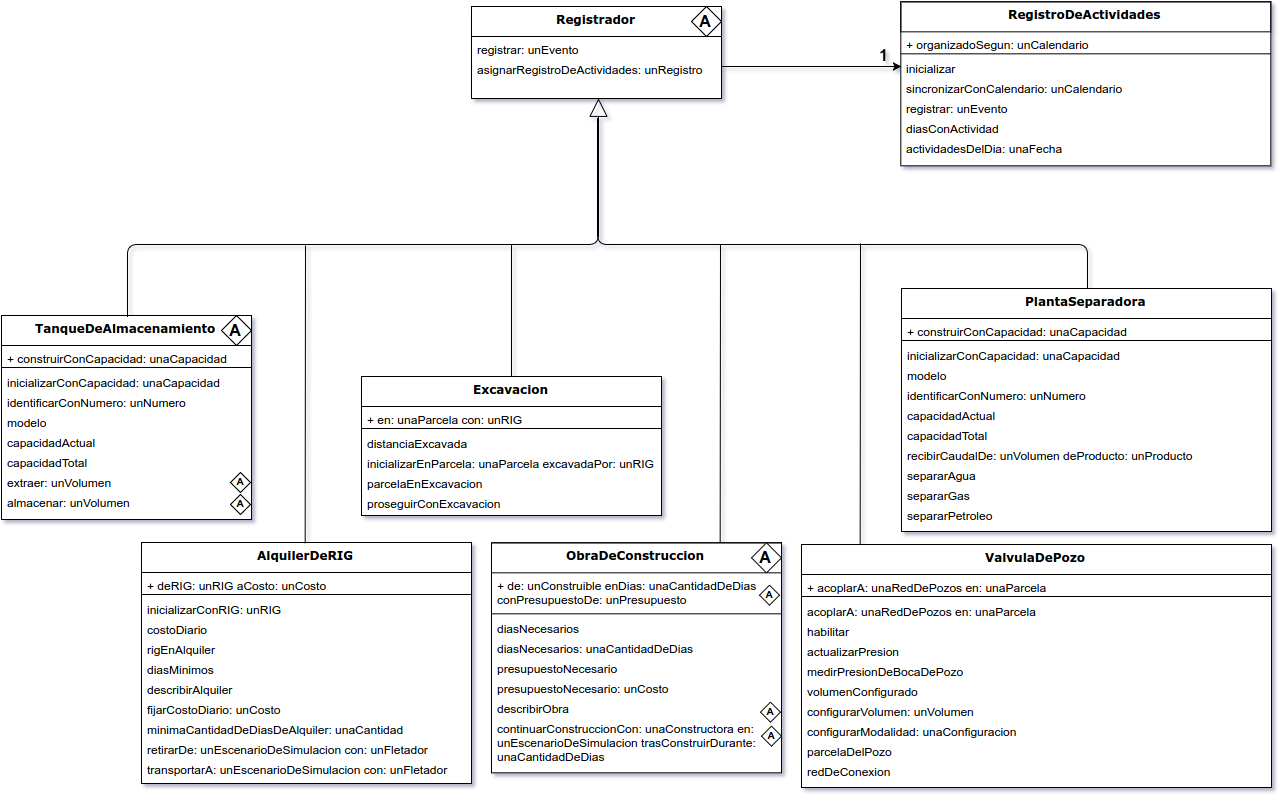 Registrador
A
registrar: unEvento
asignarRegistroDeActividades: unRegistro
1
RegistroDeActividades
+ organizadoSegun: unCalendario
inicializar
sincronizarConCalendario: unCalendario
registrar: unEvento
diasConActividad
actividadesDelDia: unaFecha
TanqueDeAlmacenamiento
A
+ construirConCapacidad: unaCapacidad
inicializarConCapacidad: unaCapacidad
identificarConNumero: unNumero
modelo
capacidadActual
capacidadTotal
extraer: unVolumen
A
almacenar: unVolumen
A
Excavacion
+ en: unaParcela con: unRIG
distanciaExcavada
inicializarEnParcela: unaParcela excavadaPor: unRIG
parcelaEnExcavacion
proseguirConExcavacion
PlantaSeparadora
+ construirConCapacidad: unaCapacidad
inicializarConCapacidad: unaCapacidad
modelo
identificarConNumero: unNumero
capacidadActual
capacidadTotal
recibirCaudalDe: unVolumen deProducto: unProducto
separarAgua
separarGas
separarPetroleo
AlquilerDeRIG
+ deRIG: unRIG aCosto: unCosto
inicializarConRIG: unRIG
costoDiario
rigEnAlquiler
diasMinimos
describirAlquiler
fijarCostoDiario: unCosto
minimaCantidadDeDiasDeAlquiler: unaCantidad
retirarDe: unEscenarioDeSimulacion con: unFletador
transportarA: unEscenarioDeSimulacion con: unFletador
ObraDeConstruccion
A
+ de: unConstruible enDias: unaCantidadDeDias
conPresupuestoDe: unPresupuesto
A
diasNecesarios
diasNecesarios: unaCantidadDeDias
presupuestoNecesario
presupuestoNecesario: unCosto
describirObra
A
continuarConstruccionCon: unaConstructora en:
unEscenarioDeSimulacion trasConstruirDurante:
unaCantidadDeDias
A
ValvulaDePozo
+ acoplarA: unaRedDePozos en: unaParcela
acoplarA: unaRedDePozos en: unaParcela
habilitar
actualizarPresion
medirPresionDeBocaDePozo
volumenConfigurado
configurarVolumen: unVolumen
configurarModalidad: unaConfiguracion
parcelaDelPozo
redDeConexion